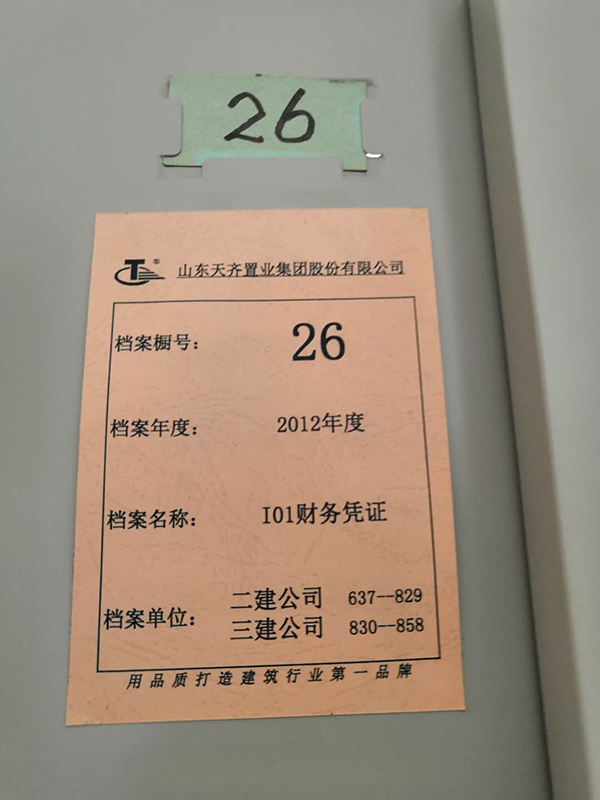 26
® 山东天齐置业集团股份有限公司
档案橱号： 26
档案年度： 2012年度
档案名称： I01财务凭证
档案单位： 二建公司 637--829
三建公司 830--858
用品质打造建筑行业第一品牌